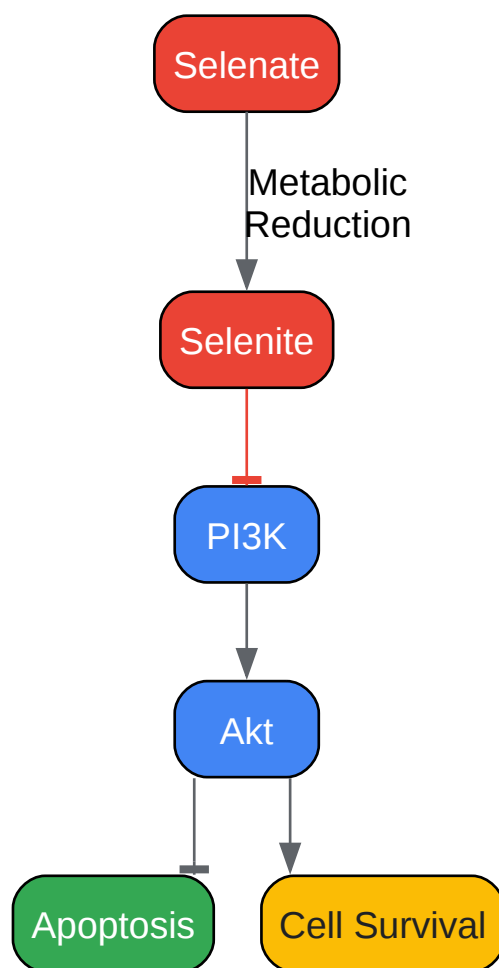 Selenate
Metabolic
Reduction
Selenite
PI3K
Akt
Apoptosis
Cell Survival